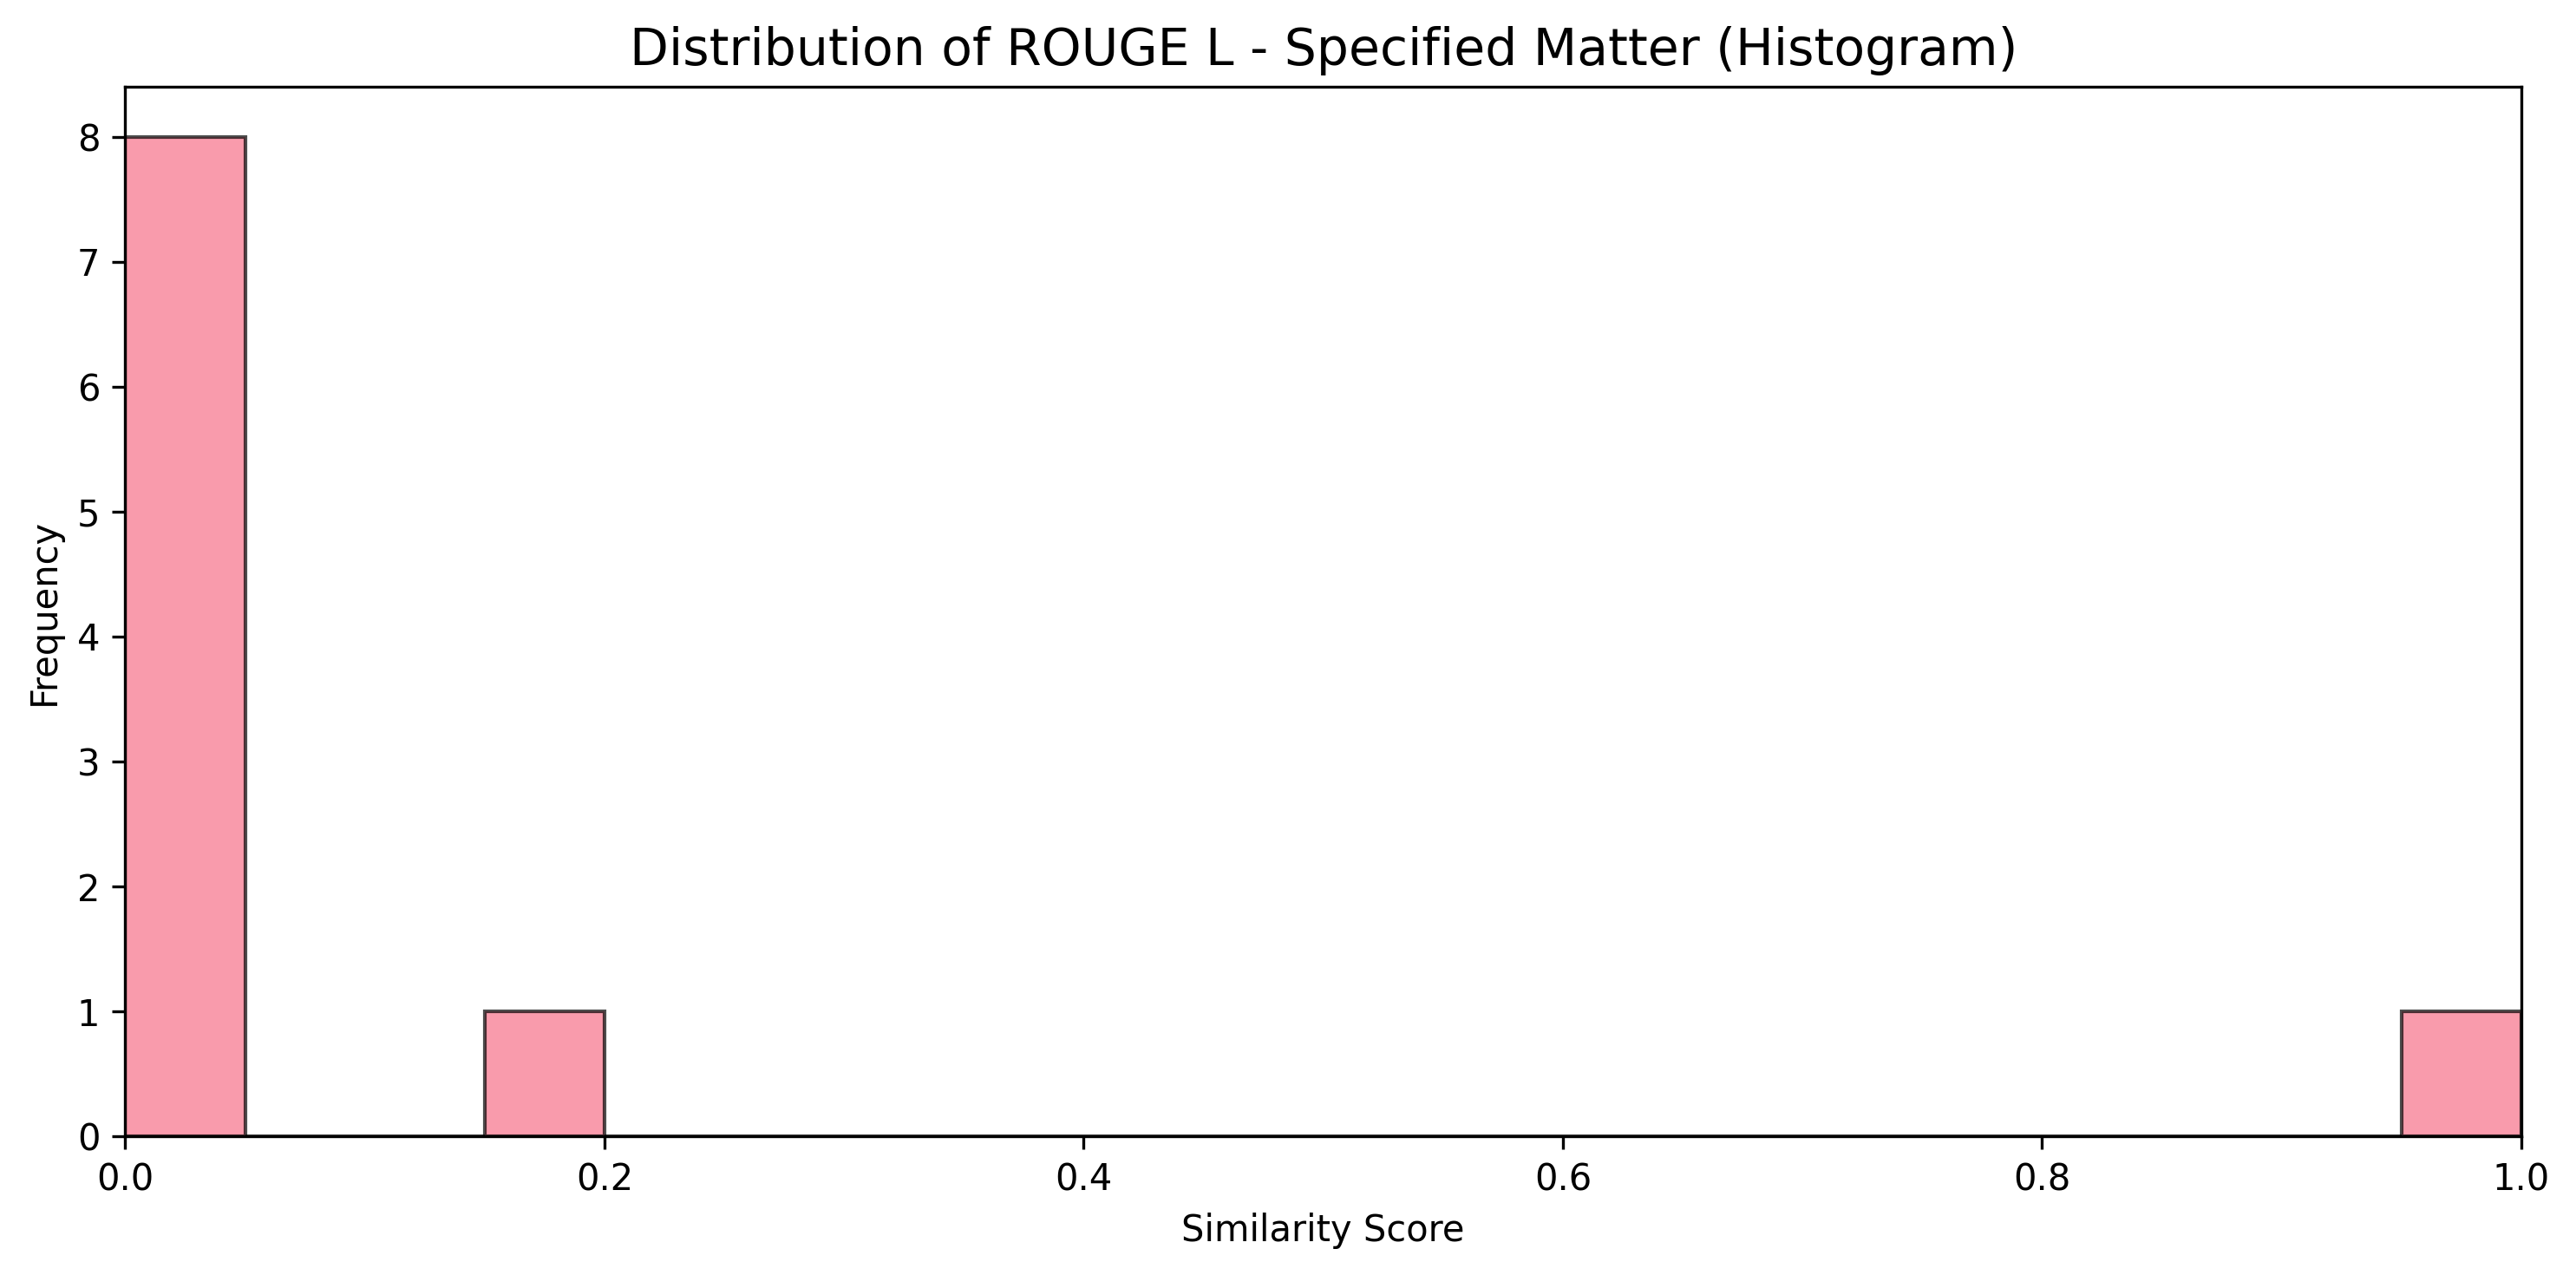 Distribution of ROUGE L - Specified Matter (Histogram)
Frequency
8
7
6
5
4
3
2
1
0
0.0 0.2 0.4 0.6 0.8 1.0
Similarity Score